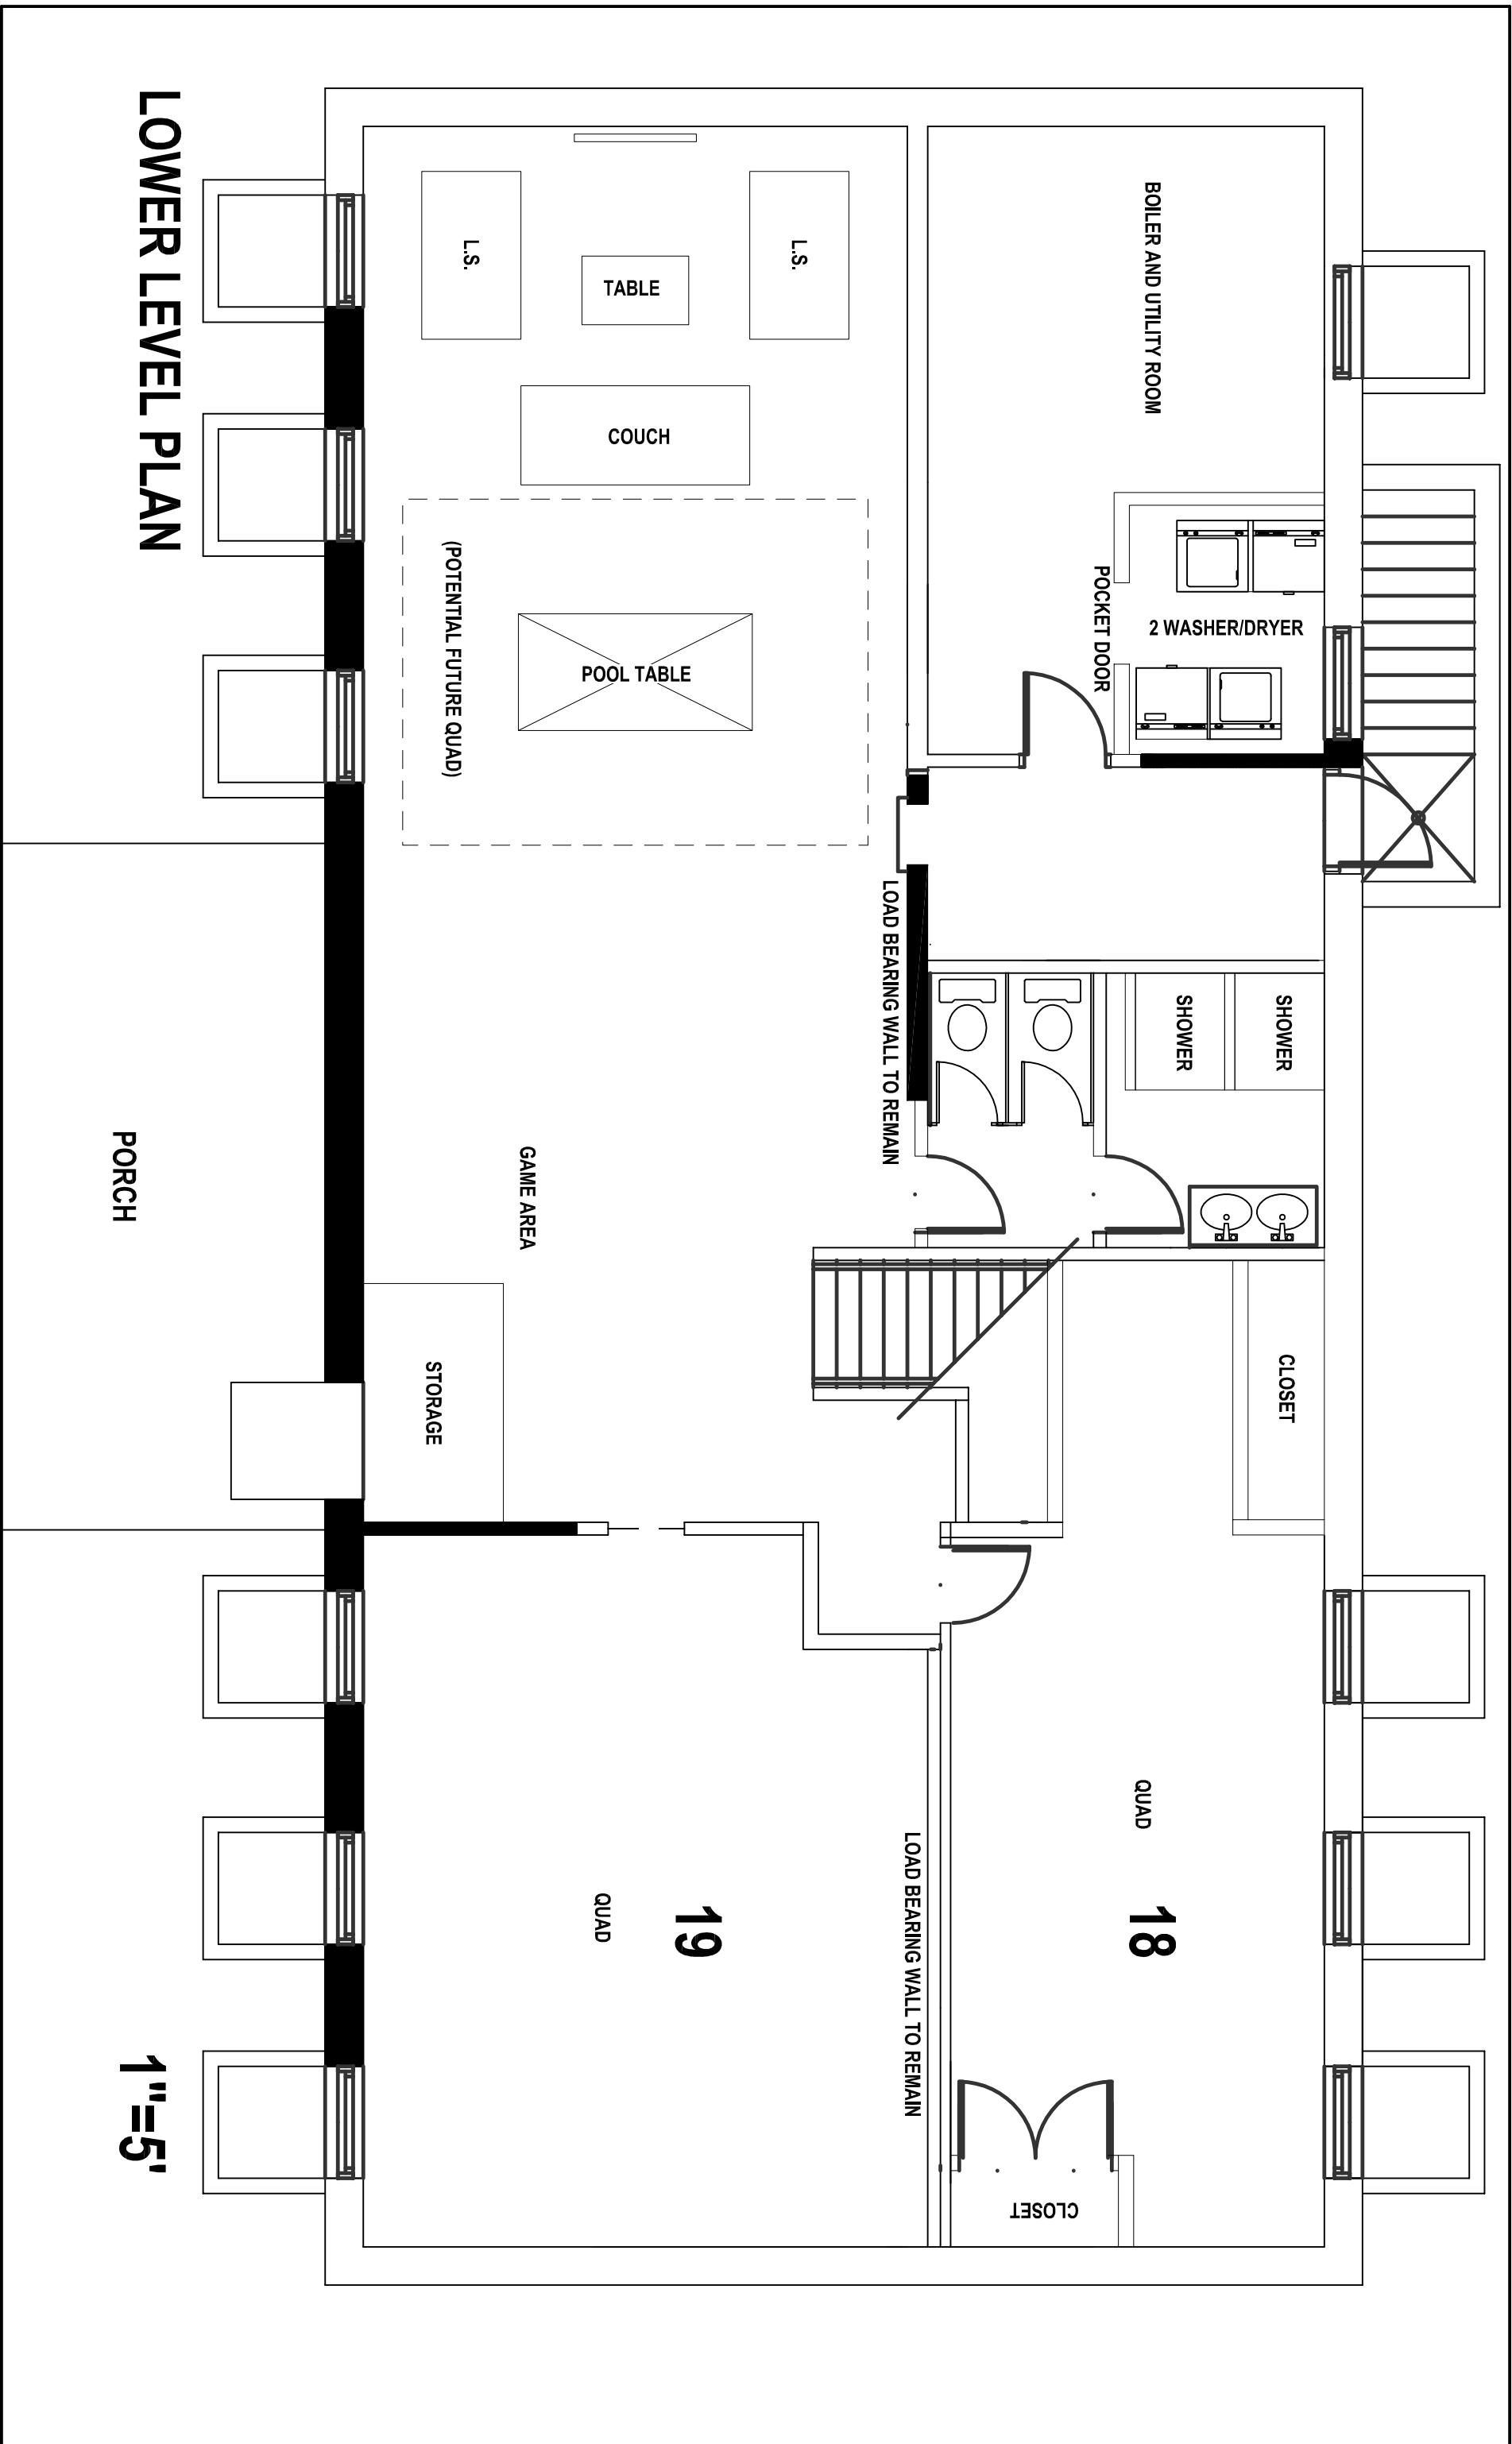 BOILER AND UTILITY ROOM
2 WASHER/DRYER
POCKET DOOR
SHOWER
SHOWER
CLOSET
QUAD
18
CLOSET
L.S.
L.S.
TABLE
COUCH
POOL TABLE
(POTENTIAL FUTURE QUAD)
LOAD BEARING WALL TO REMAIN
GAME AREA
STORAGE
LOAD BEARING WALL TO REMAIN
19
QUAD
LOWER LEVEL PLAN
PORCH
1"=5'